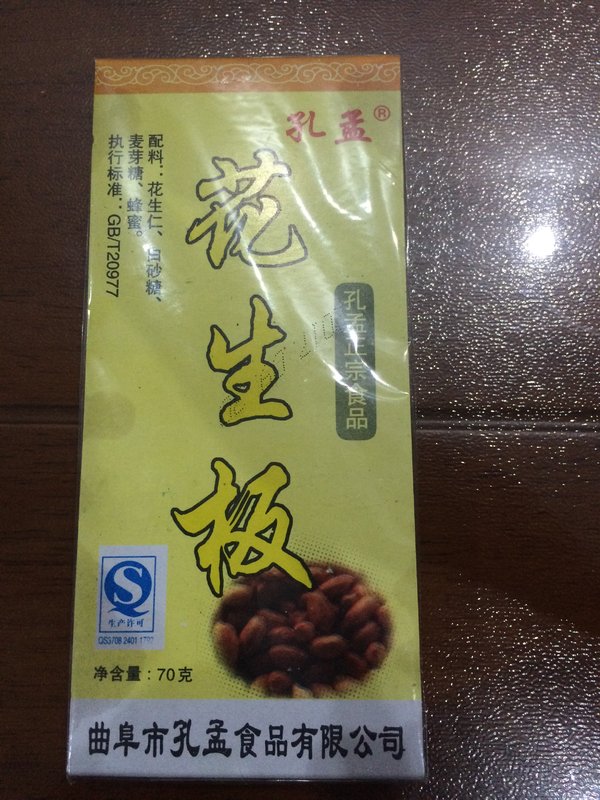 孔孟®
花生板
孔孟正宗食品
配料：花生仁、白砂糖、
麦芽糖、蜂蜜。
执行标准：GB/T20977
生产许可
QS3708 2401
净含量：70克
曲阜市孔孟食品有限公司